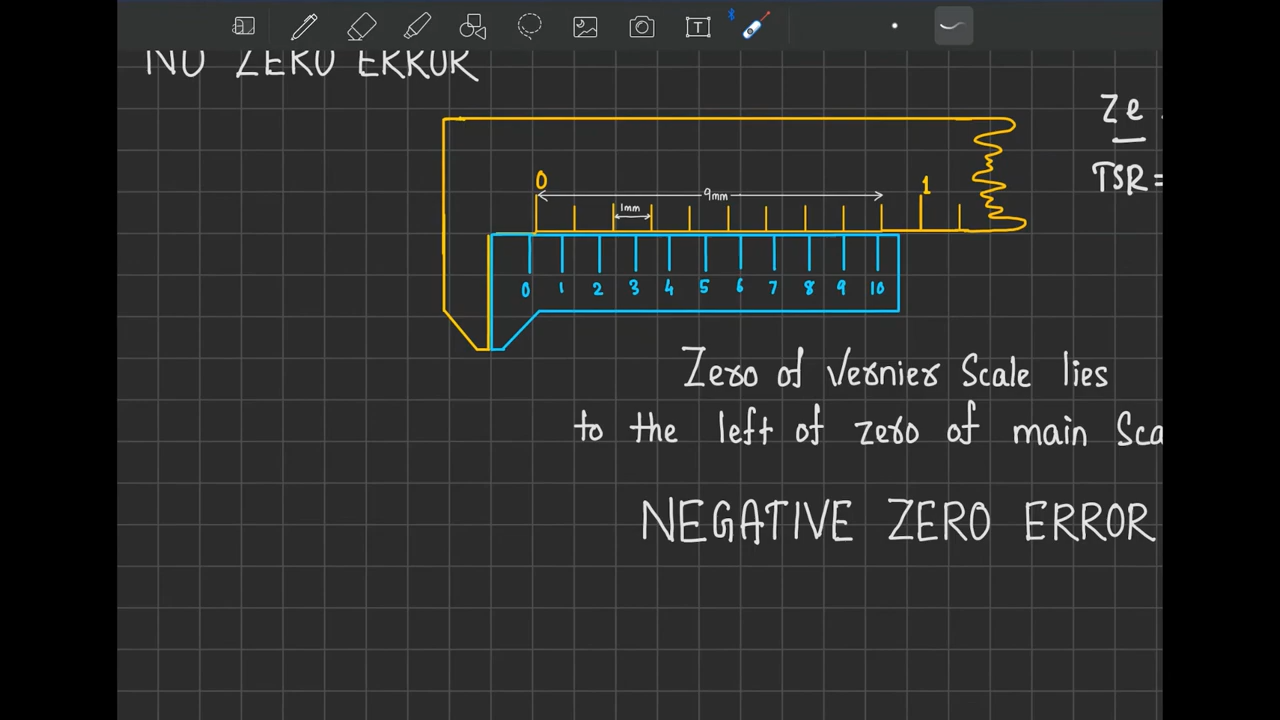 NO ZERO ERROR
Ze
TSR=
0
1
9mm
1mm
0 1 2 3 4 5 6 7 8 9 10
Zero of Vernier Scale lies
to the left of zero of main Sca
NEGATIVE ZERO ERROR